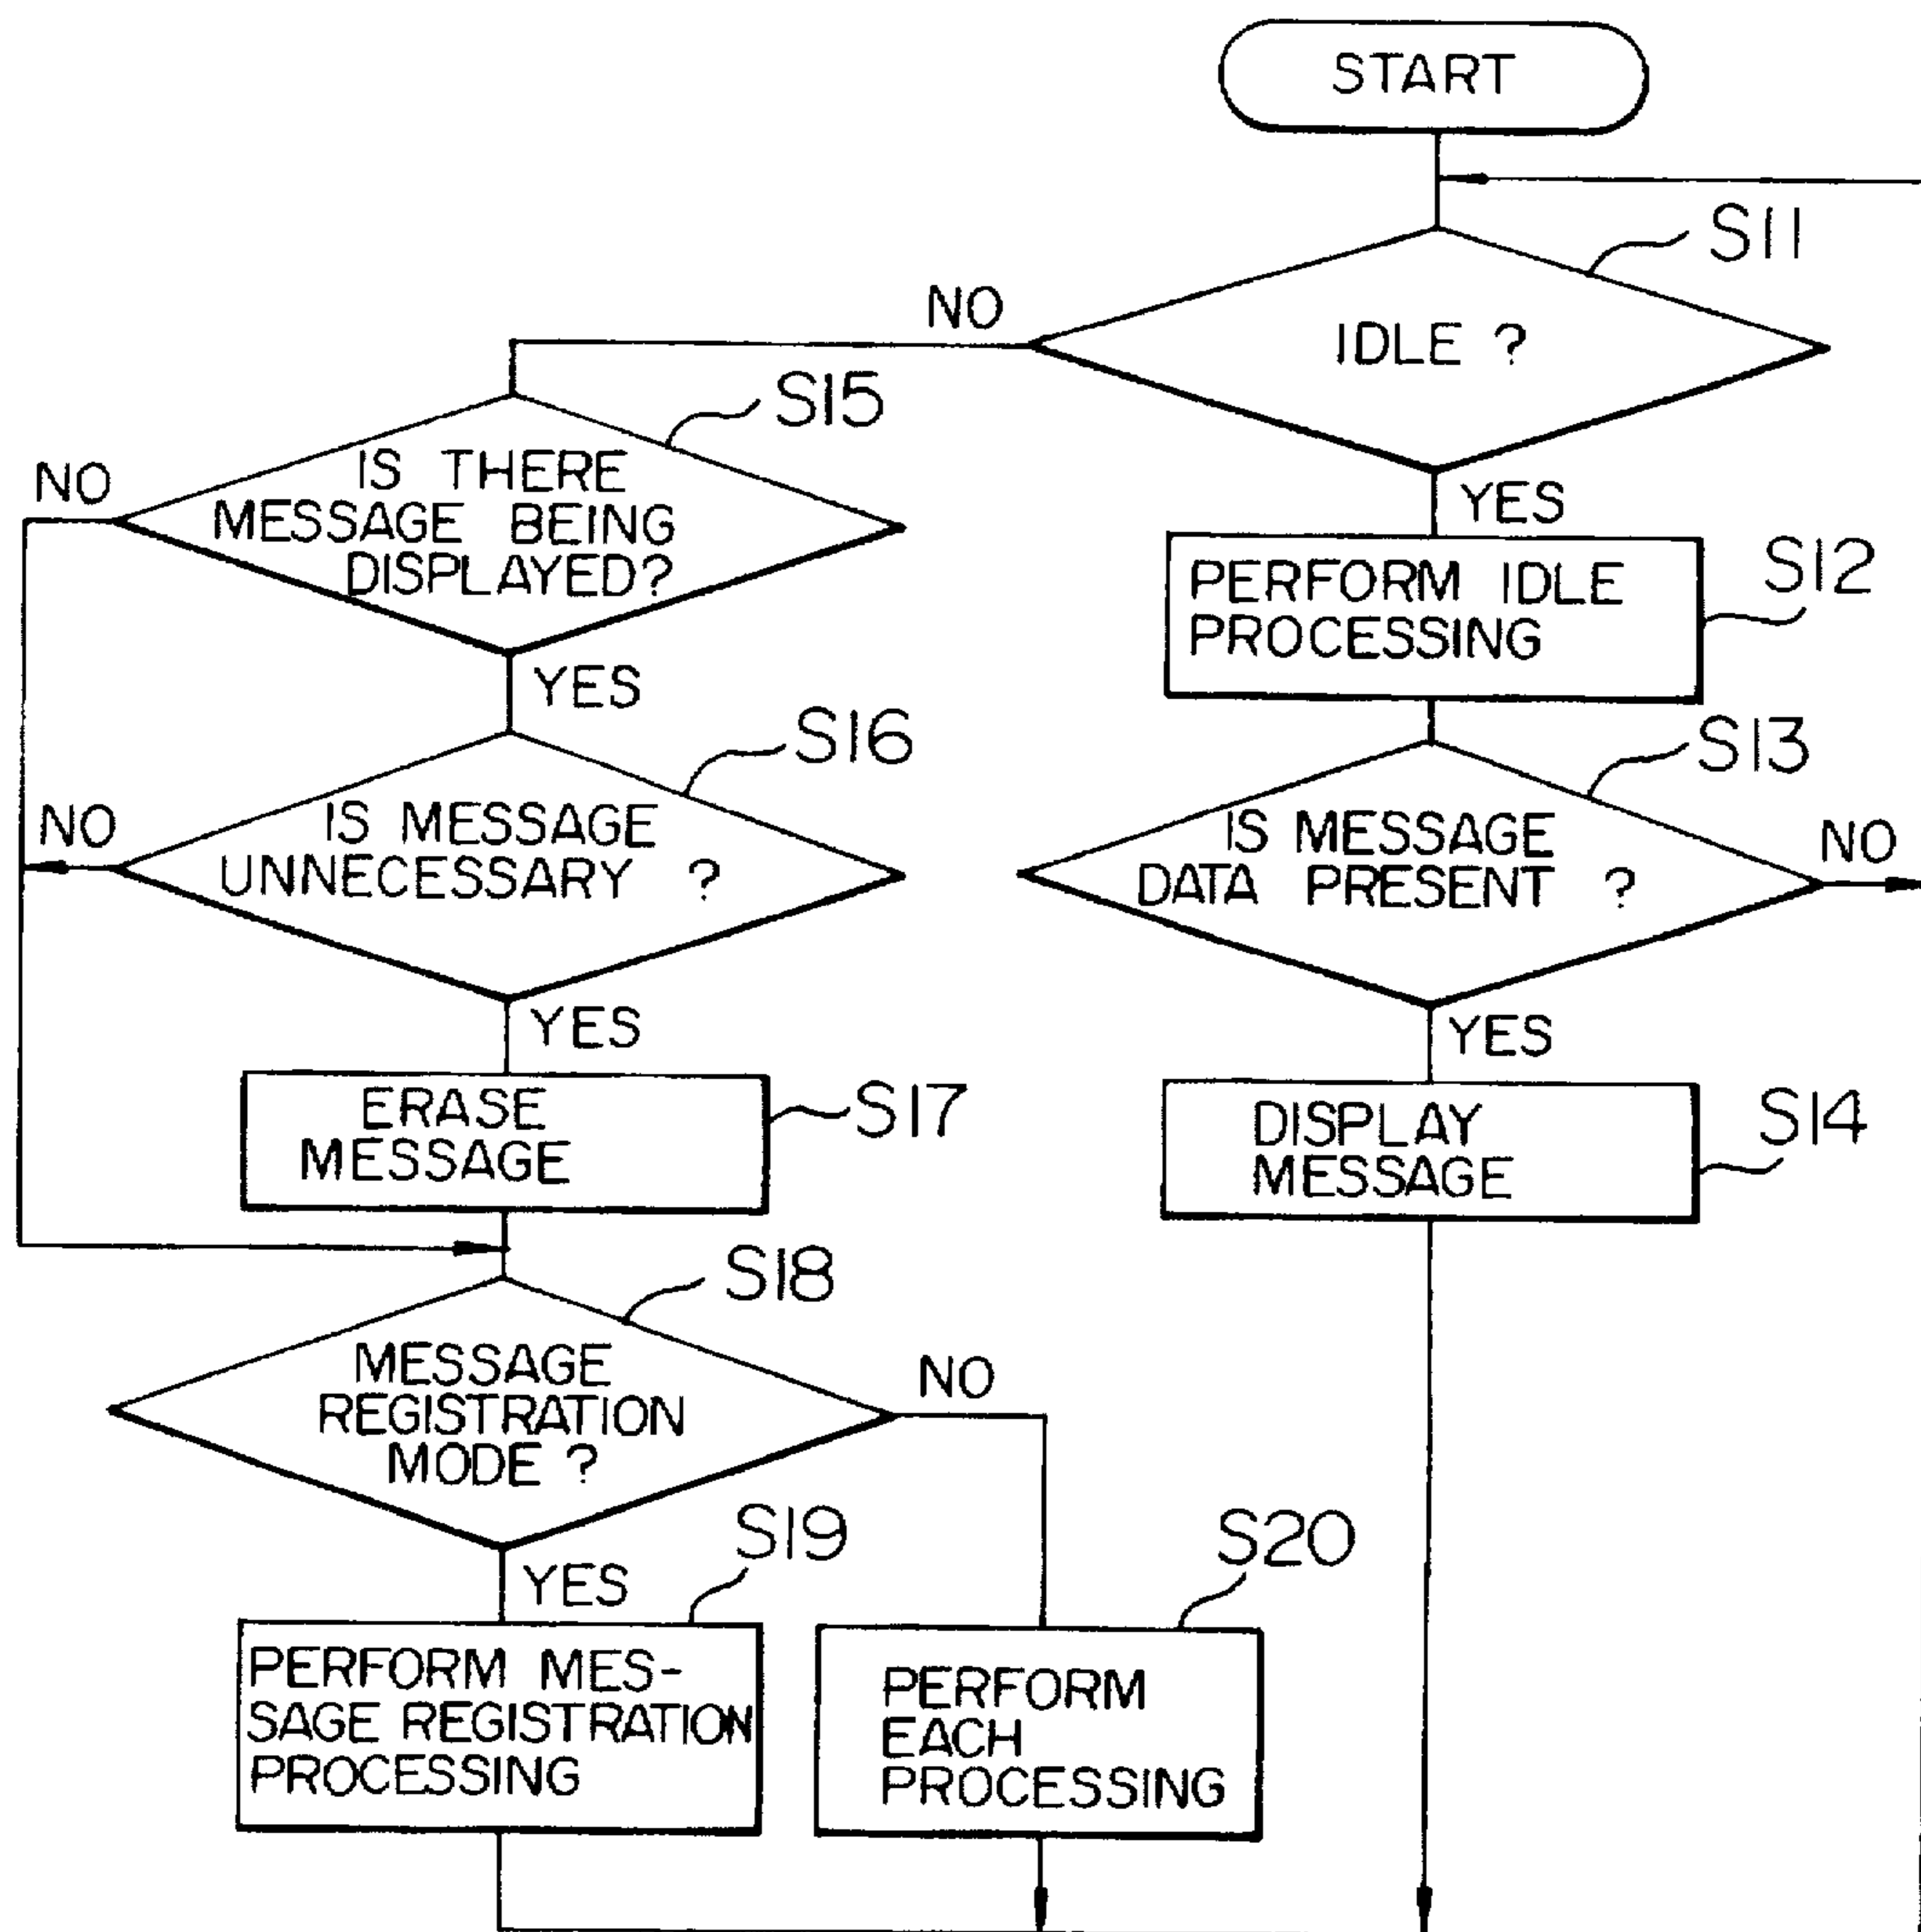 START
S11
NO
IDLE ?
S15
NO
IS THERE
MESSAGE BEING
DISPLAYED?
YES
S12
PERFORM IDLE
PROCESSING
YES
S16
S13
NO
IS MESSAGE
UNNECESSARY ?
IS MESSAGE
DATA PRESENT ?
NO
YES
YES
ERASE
MESSAGE
S17
DISPLAY
MESSAGE
S14
S18
MESSAGE
REGISTRATION
MODE ?
NO
S19
S20
YES
PERFORM MES-
SAGE REGISTRATION
PROCESSING
PERFORM
EACH
PROCESSING